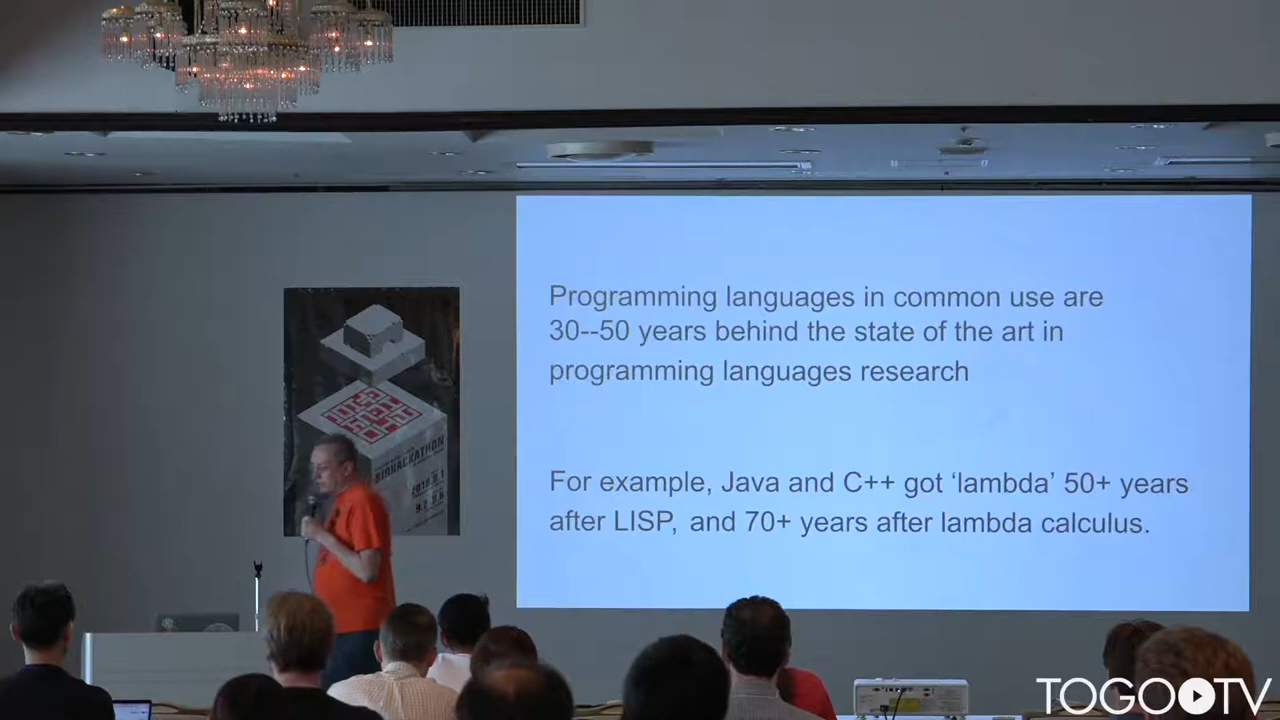 Programming languages in common use are
30--50 years behind the state of the art in
programming languages research
For example, Java and C++ got ‘lambda’ 50+ years
after LISP, and 70+ years after lambda calculus.
BIOHACKATHON
TOGO TV